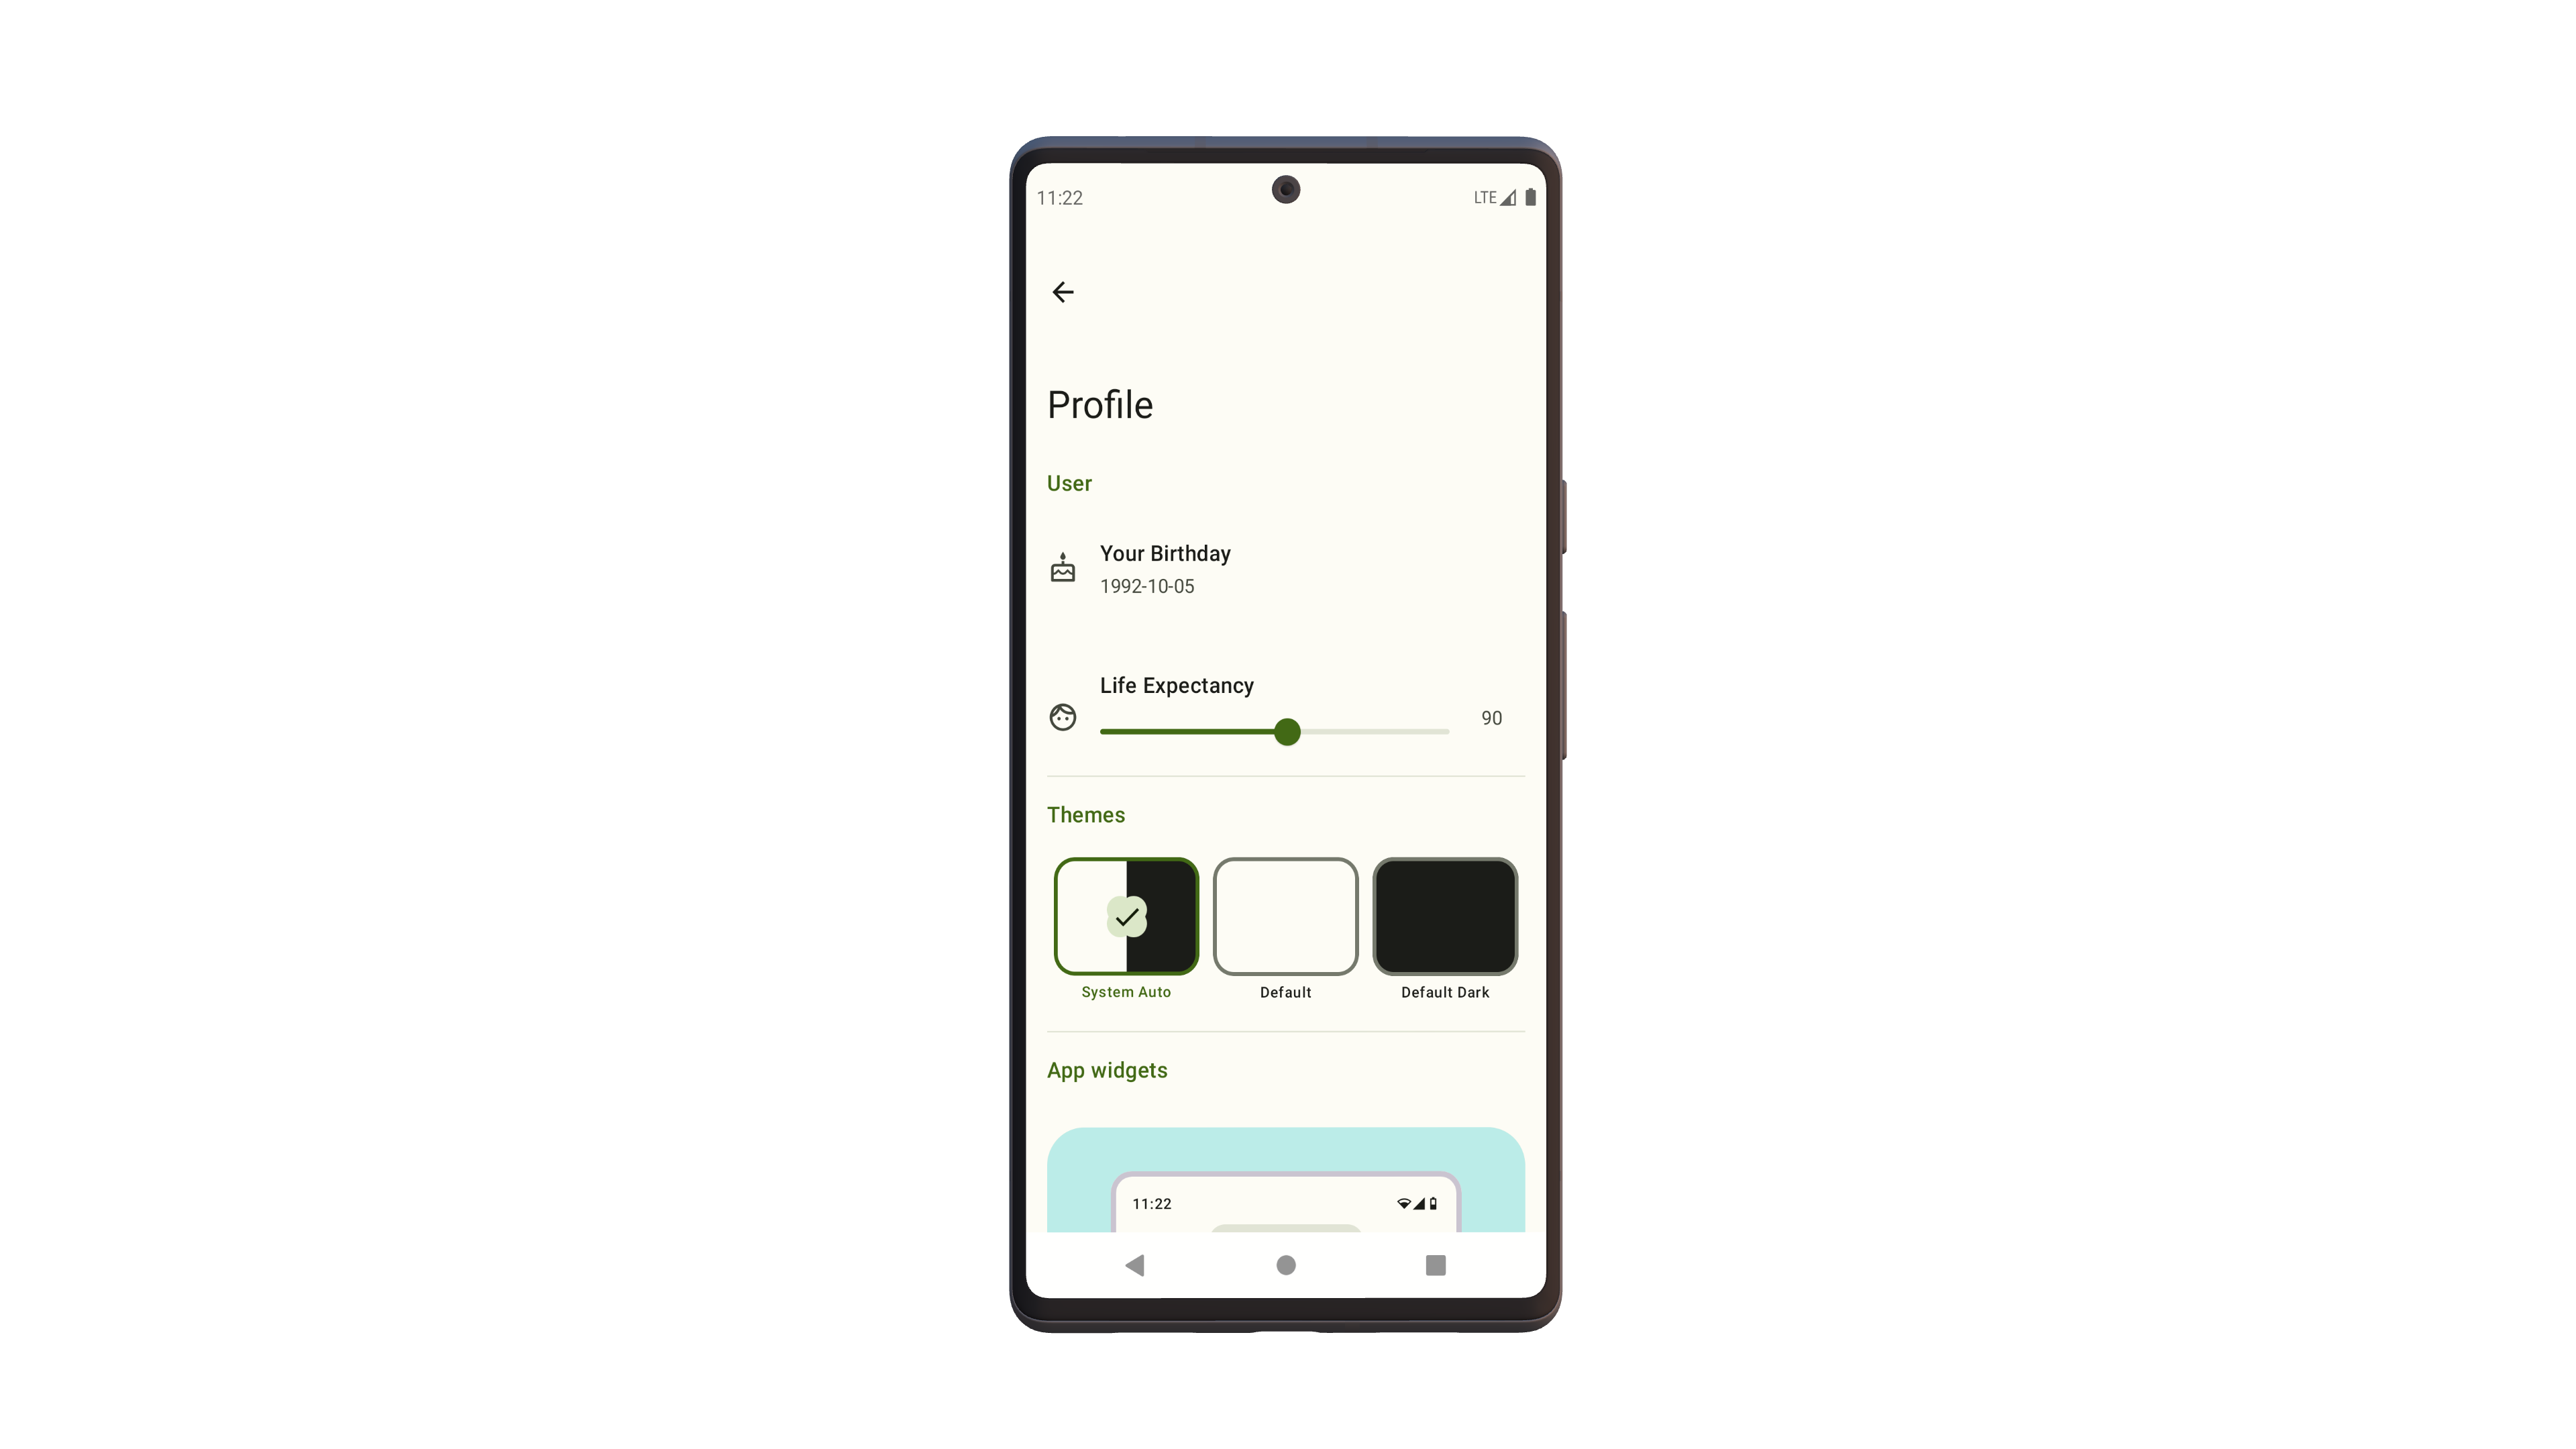 11:22
LTE
Profile
User
Your Birthday
1992-10-05
Life Expectancy
90
Themes
System Auto
Default
Default Dark
App widgets
11:22